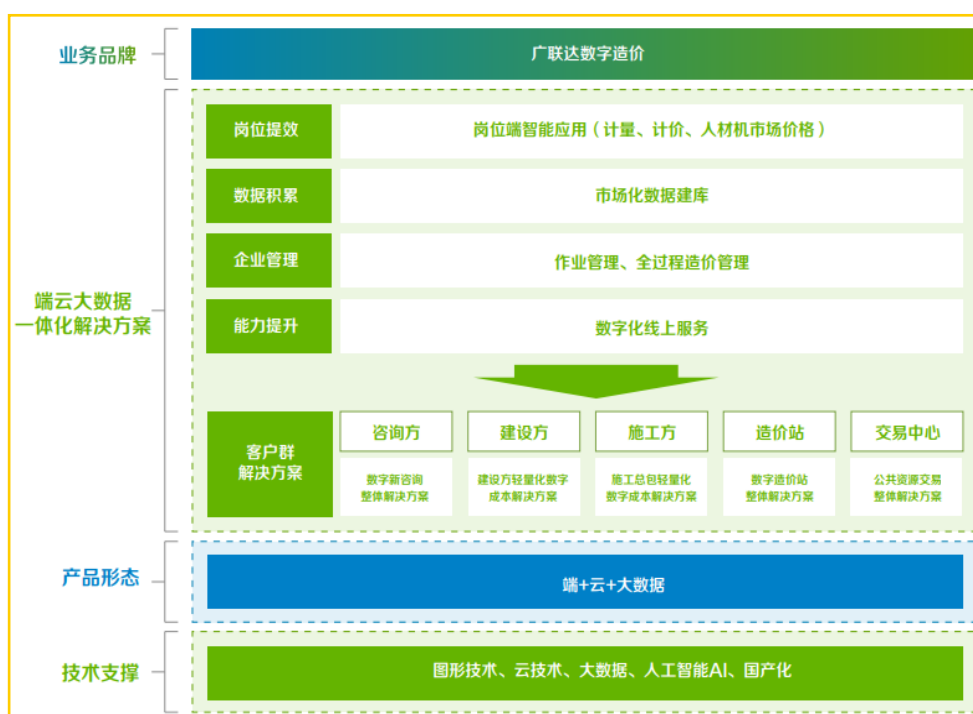 业务品牌
广联达数字造价
端云大数据
一体化解决方案
岗位提效
岗位端智能应用（计量、计价、人材机市场价格）
数据积累
市场化数据建库
企业管理
作业管理、全过程造价管理
能力提升
数字化线上服务
客户群
解决方案
咨询方
建设方
施工方
造价站
交易中心
数字新咨询
整体解决方案
建设方轻量化数字
成本解决方案
施工总包轻量化
数字成本解决方案
数字造价站
整体解决方案
公共资源交易
整体解决方案
产品形态
端+云+大数据
技术支撑
图形技术、云技术、大数据、人工智能AI、国产化